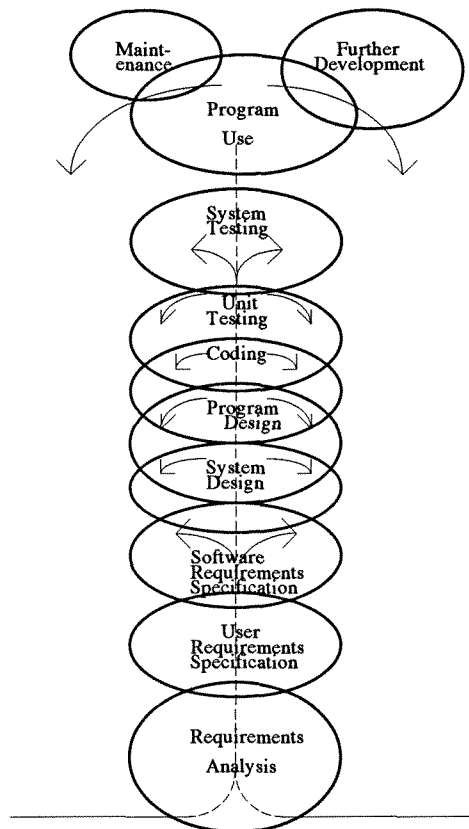 Maint-
enance
Further
Development
Program
Use
System
Testing
Unit
Testing
Coding
Program
Design
System
Design
Software
Requirements
Specification
User
Requirements
Specification
Requirements
Analysis